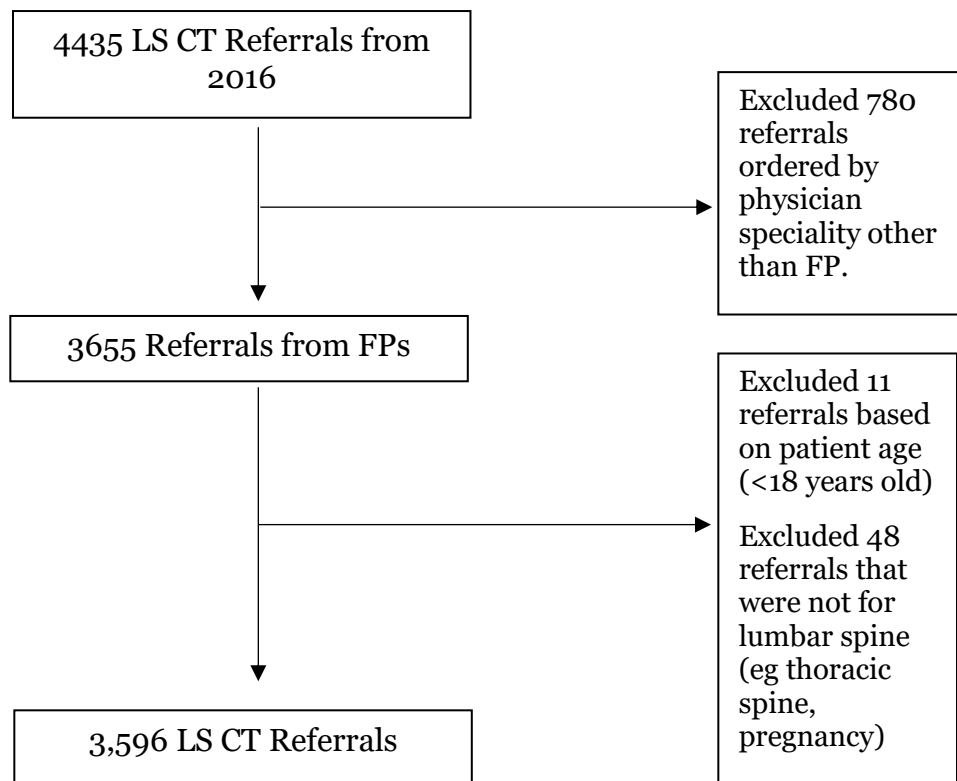 4435 LS CT Referrals from
2016
Excluded 780
referrals
ordered by
physician
speciality other
than FP.
3655 Referrals from FPs
Excluded 11
referrals based
on patient age
(<18 years old)
Excluded 48
referrals that
were not for
lumbar spine
(eg thoracic
spine,
pregnancy)
3,596 LS CT Referrals